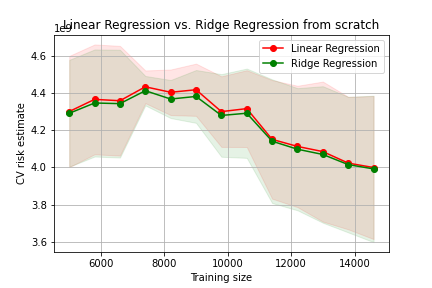 Linear Regression vs. Ridge Regression from scratch
1e9
Linear Regression
Ridge Regression
4.6
4.4
4.2
4.0
3.8
3.6
CV risk estimate
6000 8000 10000 12000 14000
Training size